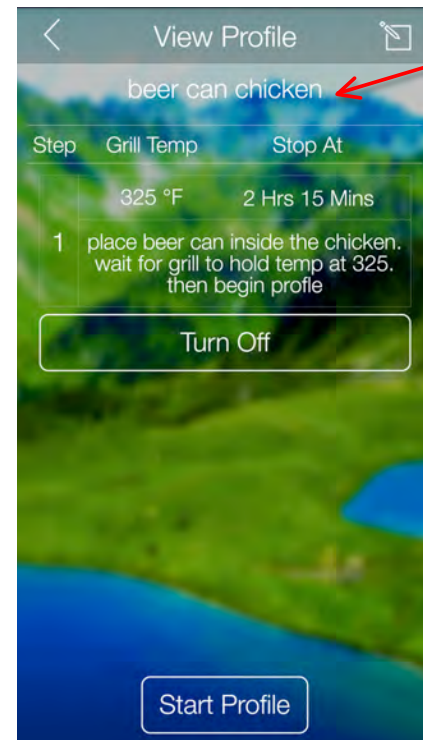 View Profile
beer can chicken
Step Grill Temp Stop At
325 °F 2 Hrs 15 Mins
1 place beer can inside the chicken.
wait for grill to hold temp at 325.
then begin profle
Turn Off
Start Profile